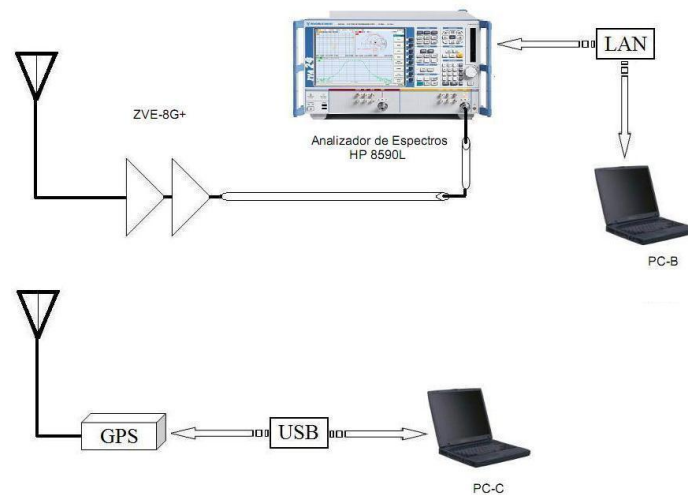 LAN
ZVE-8G+
Analizador de Espectros
HP 8590L
PC-B
GPS
USB
PC-C